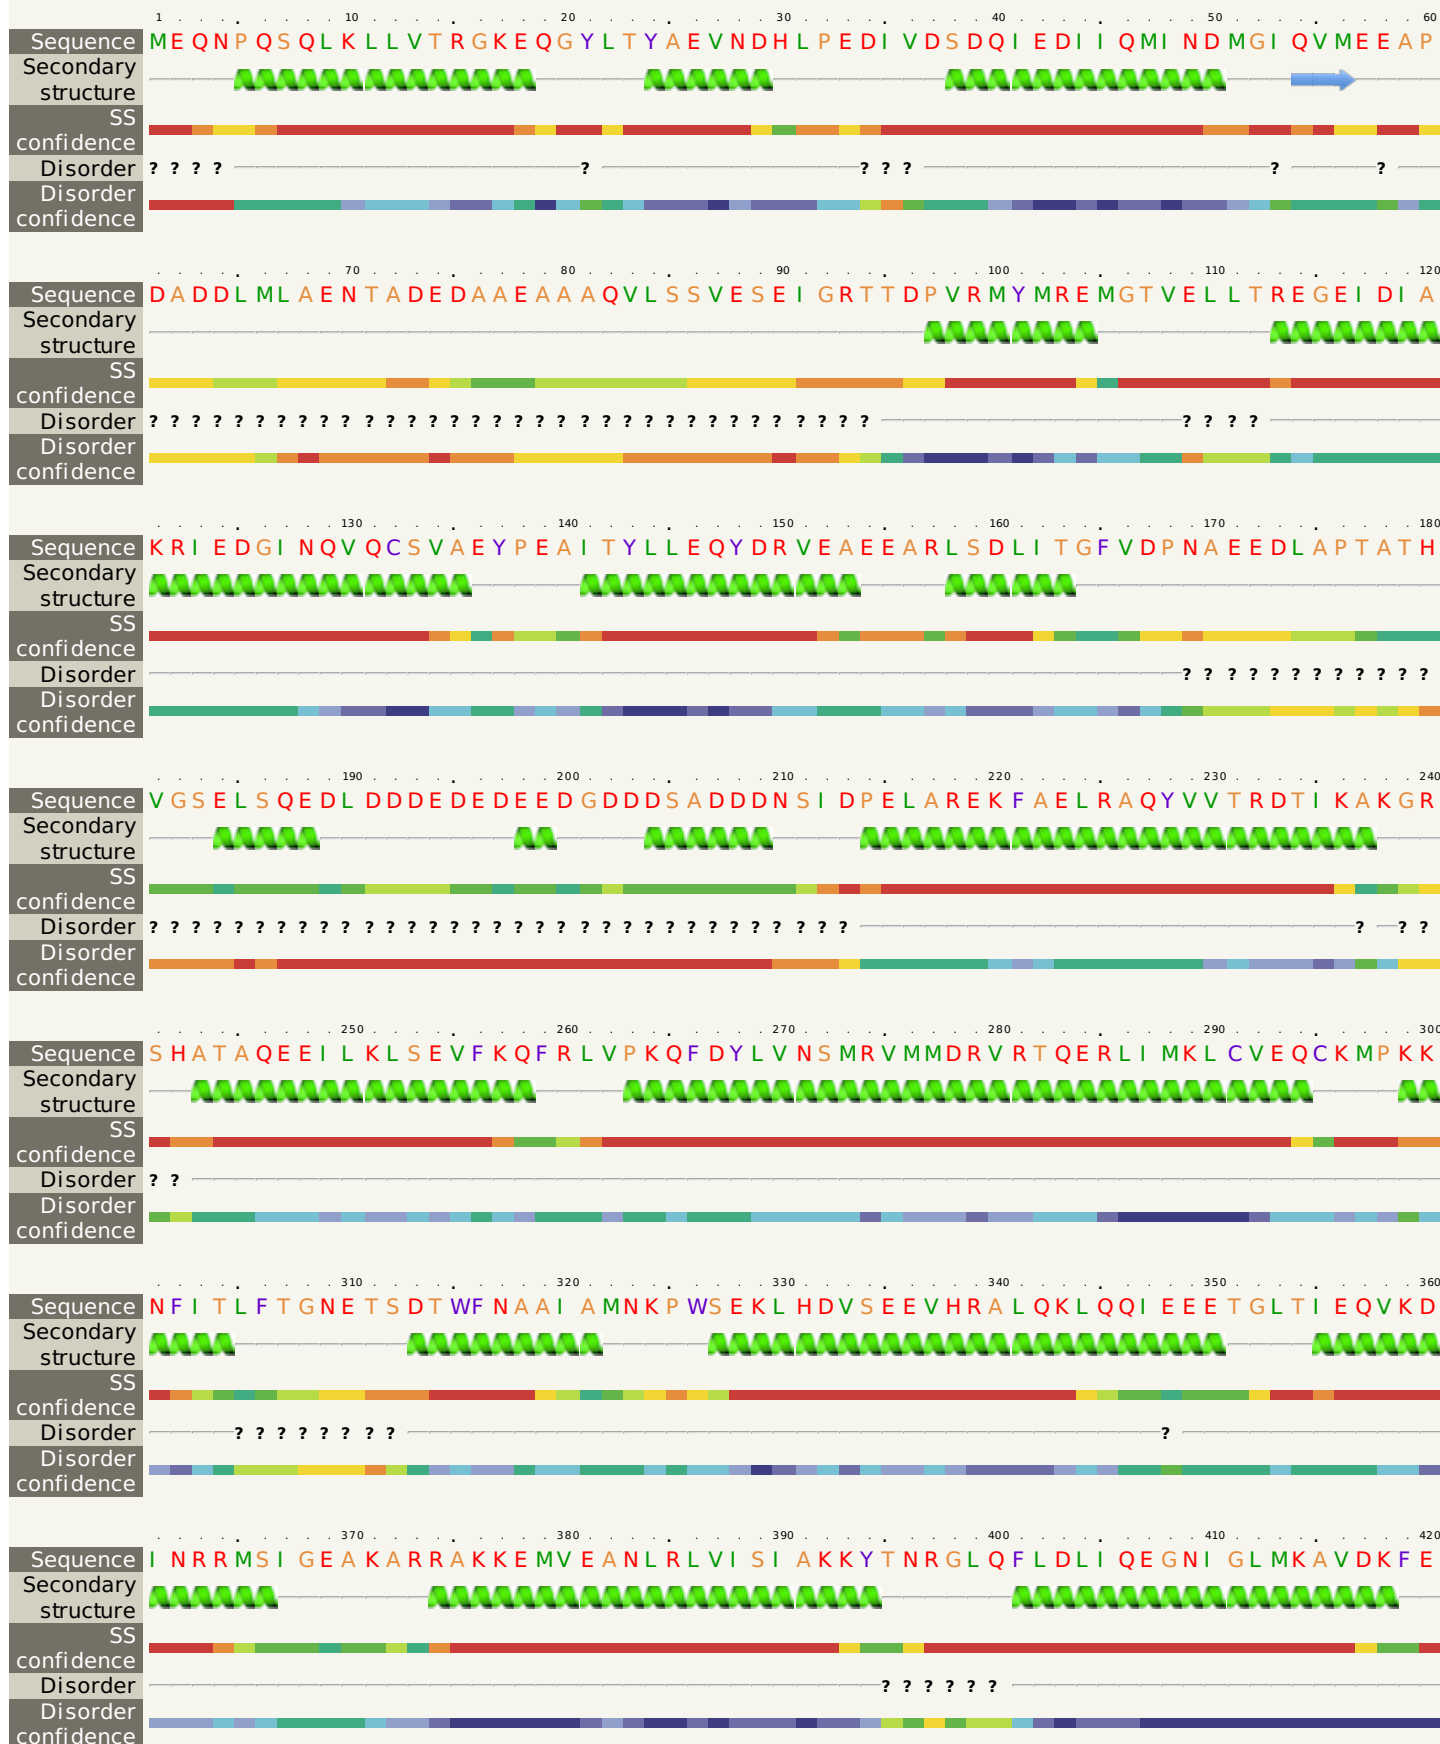 1 10 20 30 40 50 60
Sequence MEQNPQSQLKLLVTRGKEQGYLTYAEVNDHLPEDIVDSDQIEDIIQMINDMGIQVMEEAP
Secondary
structure
SS
confidence
Disorder ? ? ? ? ? ? ? ? ? ?
Disorder
confidence
70 80 90 100 110 120
Sequence DADDLMLAENTADEDAAEAAAQVLSSVESEIGRTTDPVRMYMREMGTVELLTREGEIDIA
Secondary
structure
SS
confidence
Disorder ? ? ? ? ? ? ? ? ? ? ? ? ? ? ? ? ? ? ? ? ? ? ? ? ? ? ? ? ? ? ? ? ? ? ? ? ? ?
Disorder
confidence
130 140 150 160 170 180
Sequence KRIEDGINQVQCSVAEYPEAITYLLEQYDRVEAEEARLSDLITGFVDPNAEEDLAPTATH
Secondary
structure
SS
confidence
Disorder ? ? ? ? ? ? ? ? ? ? ? ?
Disorder
confidence
190 200 210 220 230 240
Sequence VGSELSQEDLDDDEDEDEEDGDDDSADDDNSIDPELAREKFAELRAQYVVTRDTIKAKGR
Secondary
structure
SS
confidence
Disorder ? ? ? ? ? ? ? ? ? ? ? ? ? ? ? ? ? ? ? ? ? ? ? ? ? ? ? ? ? ? ? ? ? ? ? ?
Disorder
confidence
250 260 270 280 290 300
Sequence SHATAQEEILKLSEVFKQFRLVPKQFDYLVNSMRVMMDRVRTQERLIMKLCVEQCKMPKK
Secondary
structure
SS
confidence
Disorder ? ?
Disorder
confidence
310 320 330 340 350 360
Sequence NFITLFTGNETSDTWFNAAIAMNKPWSEKLHDVSEEVHRALQKLQQIEEETGLTIEQVKD
Secondary
structure
SS
confidence
Disorder ? ? ? ? ? ? ? ? ?
Disorder
confidence
370 380 390 400 410 420
Sequence INRRMSIGEAKARRAKKEMVEANLRLVISIAKKYTNRGLQFLDLIQEGNIGLMKAVDKFE
Secondary
structure
SS
confidence
Disorder ? ? ? ? ? ?
Disorder
confidence